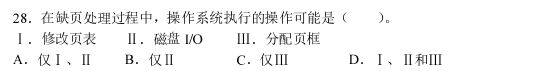 28．在缺页处理过程中，操作系统执行的操作可能是（　　）。
Ⅰ．修改页表　Ⅱ．磁盘 I/O　Ⅲ．分配页框
A．仅Ⅰ、Ⅱ　B．仅Ⅱ　C．仅Ⅲ　D．Ⅰ、Ⅱ和Ⅲ